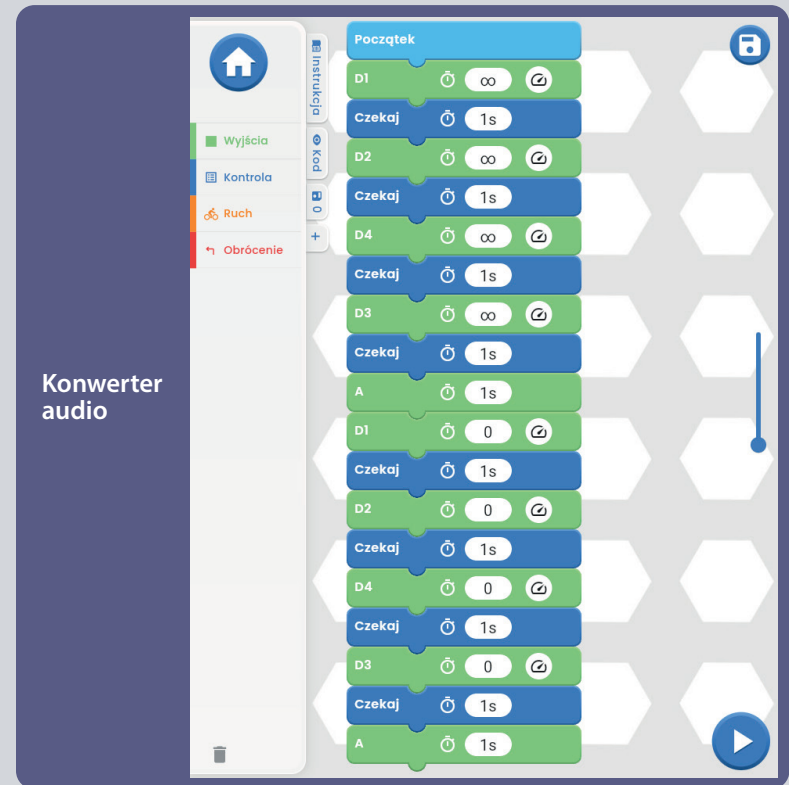 Konwerter
audio
Wyjścia
Kontrola
Ruch
Obrócenie
Instrukcja
Kod
0
+
Początek
D1 ∞
Czekaj 1s
D2 ∞
Czekaj 1s
D4 ∞
Czekaj 1s
D3 ∞
Czekaj 1s
A 1s
D1 0
Czekaj 1s
D2 0
Czekaj 1s
D4 0
Czekaj 1s
D3 0
Czekaj 1s
A 1s